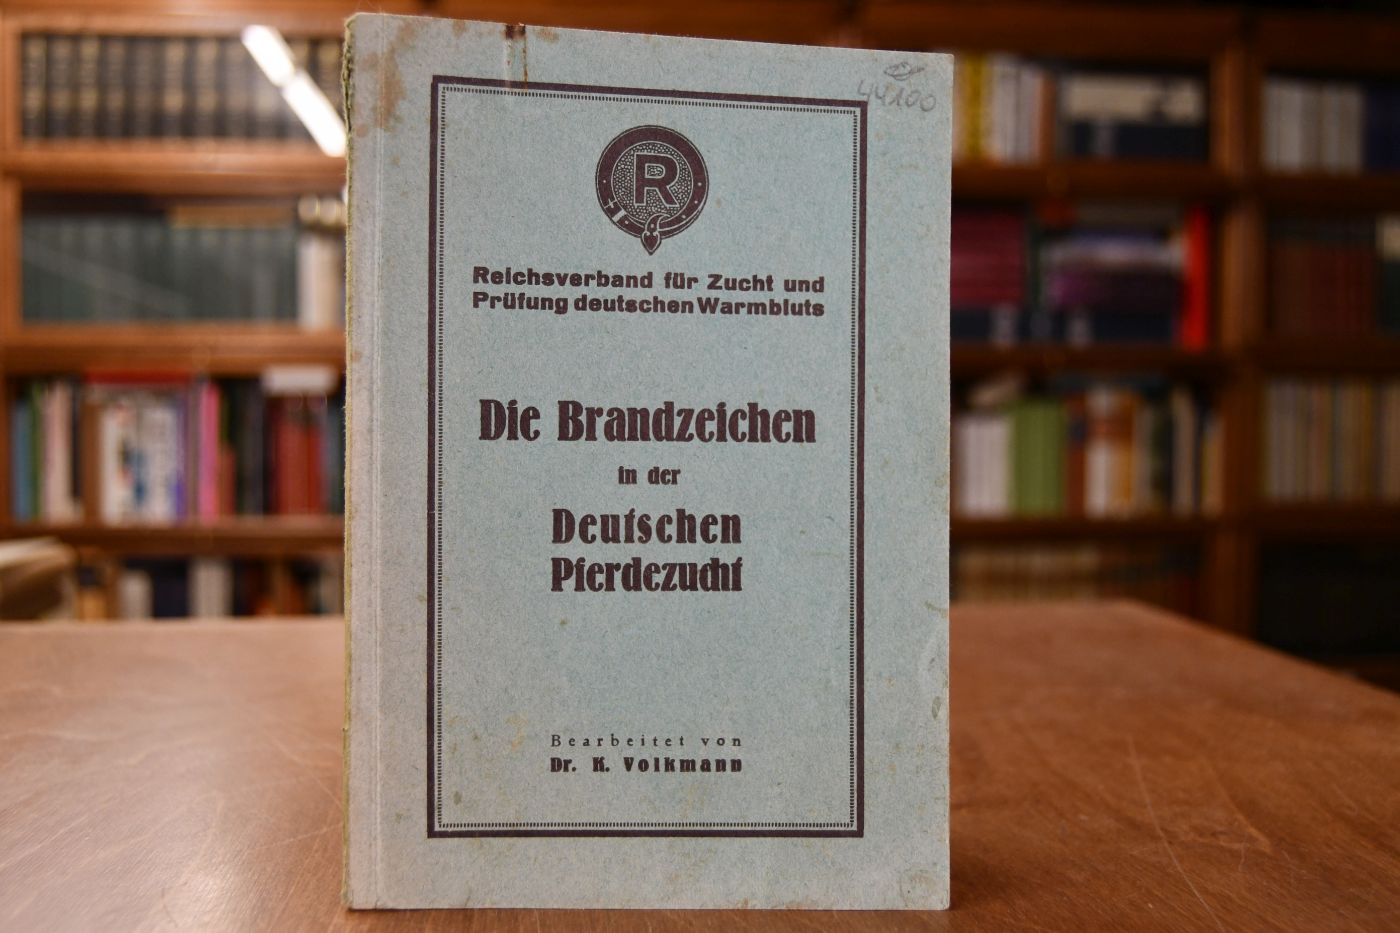 44100
R
Reichsverband für Zucht und
Prüfung deutschen Warmbluts
Die Brandzeichen
in der
Deutschen
Pferdezucht
Bearbeitet von
Dr. K. Volkmann